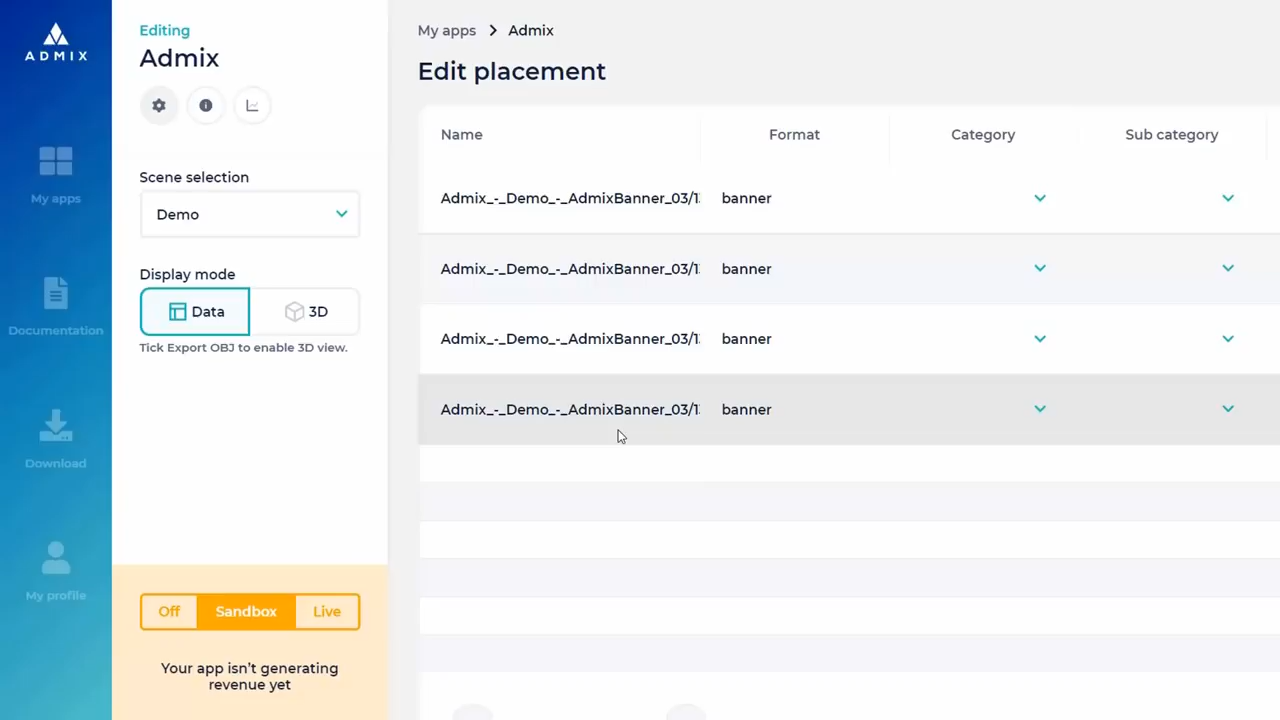 ADMIX
My apps
Documentation
Download
My profile
Editing
Admix
Scene selection
Demo
Display mode
Data
3D
Tick Export OBJ to enable 3D view.
Off
Sandbox
Live
Your app isn't generating
revenue yet
My apps > Admix
Edit placement
Name Format Category Sub category
Admix_-_Demo_-_AdmixBanner_03/1 banner
Admix_-_Demo_-_AdmixBanner_03/1 banner
Admix_-_Demo_-_AdmixBanner_03/1 banner
Admix_-_Demo_-_AdmixBanner_03/1 banner